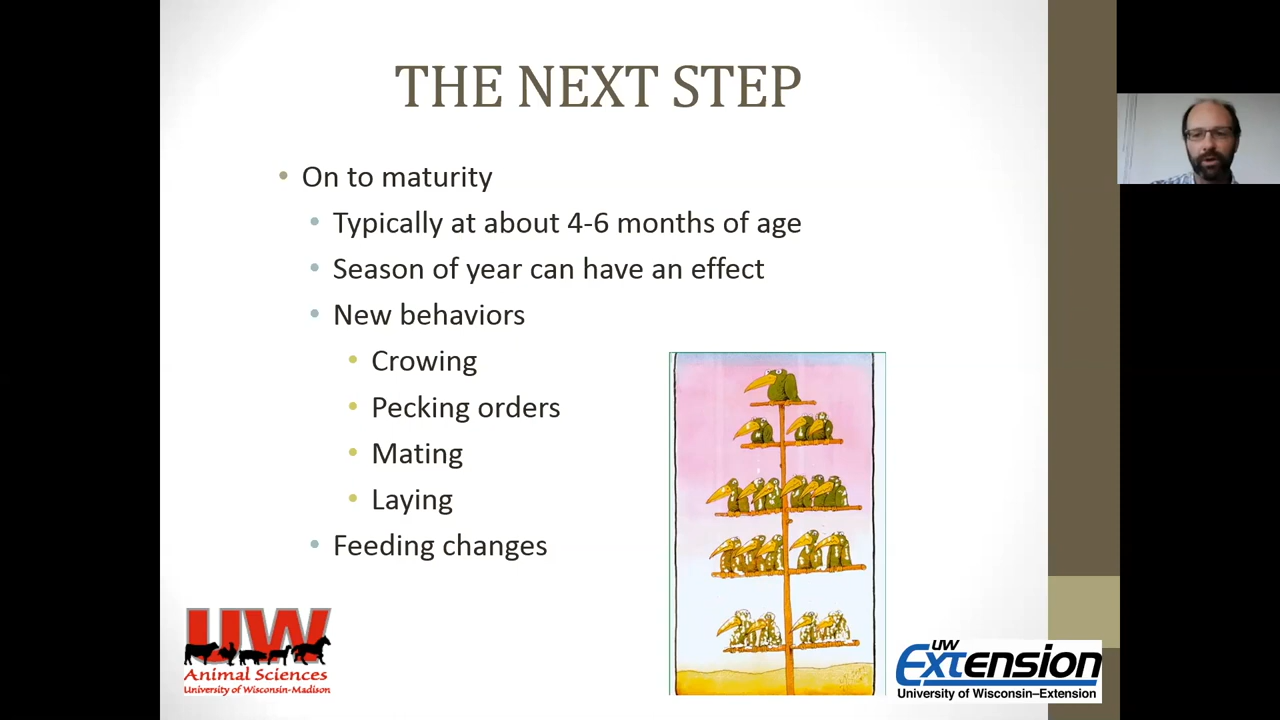 THE NEXT STEP
On to maturity
Typically at about 4-6 months of age
Season of year can have an effect
New behaviors
Crowing
Pecking orders
Mating
Laying
Feeding changes
UW
Animal Sciences
University of Wisconsin-Madison
UW
Extension
University of Wisconsin–Extension